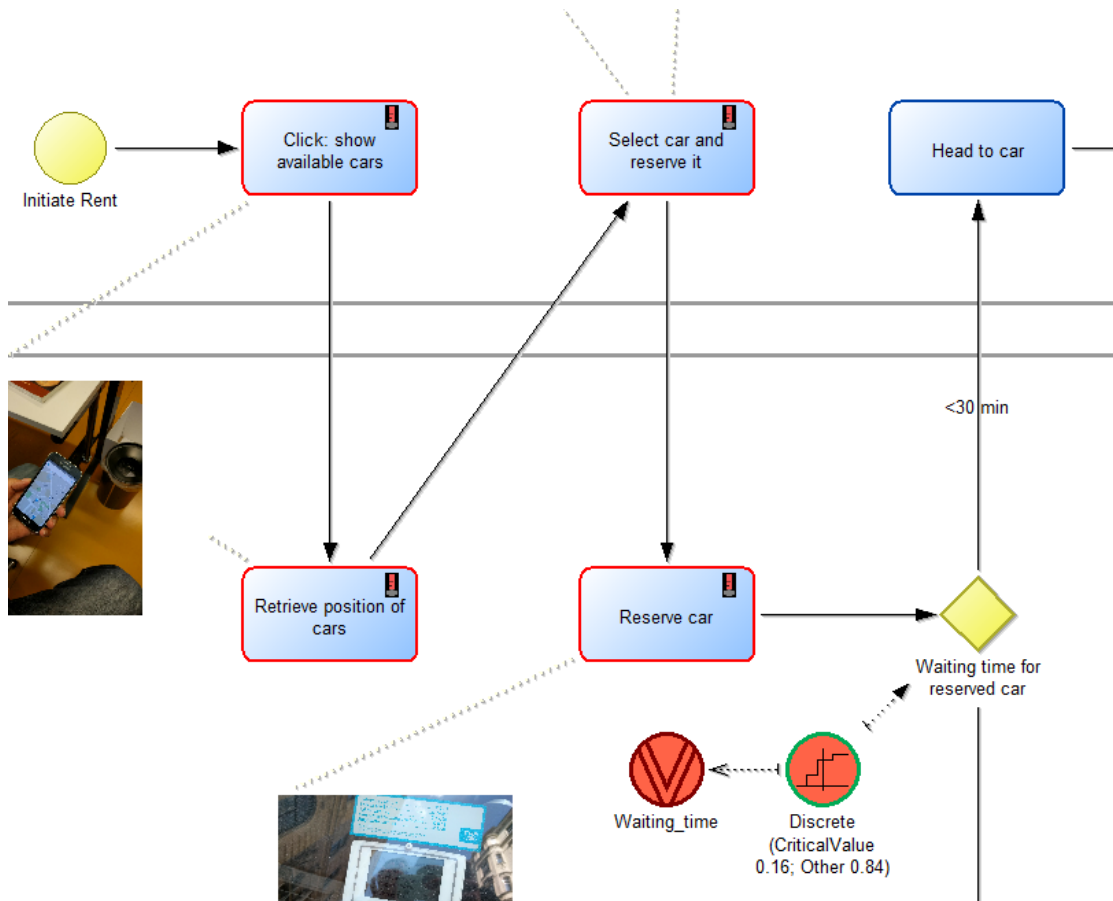 Click: show
available cars
Select car and
reserve it
Head to car
Initiate Rent
<30 min
Retrieve position of
cars
Reserve car
Waiting time for
reserved car
Waiting_time
Discrete
(CriticalValue
0.16; Other 0.84)